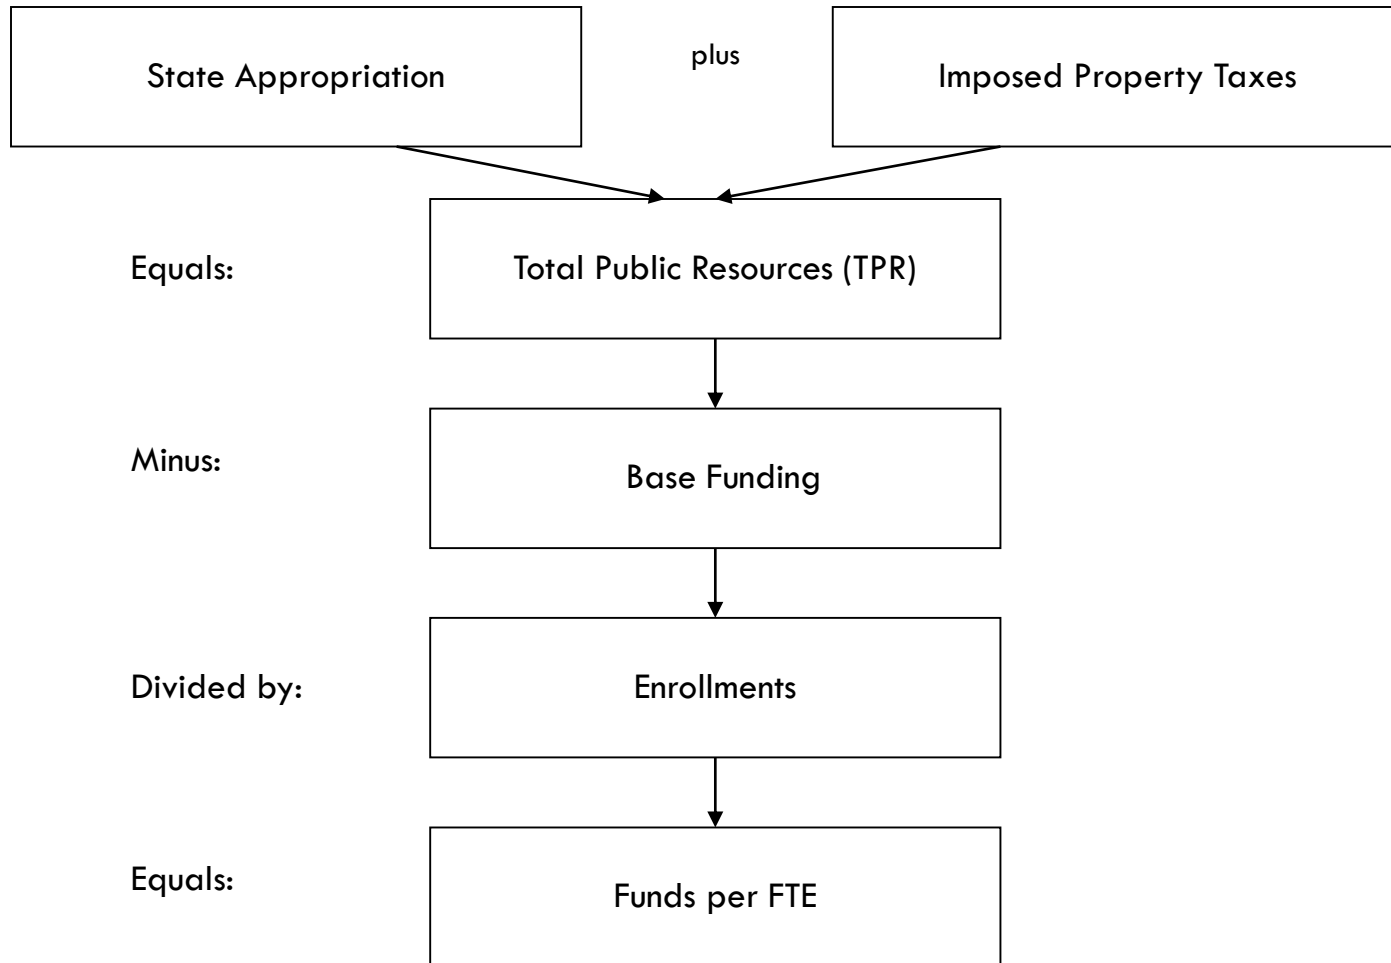 State Appropriation
plus
Imposed Property Taxes
Equals:
Total Public Resources (TPR)
Minus:
Base Funding
Divided by:
Enrollments
Equals:
Funds per FTE